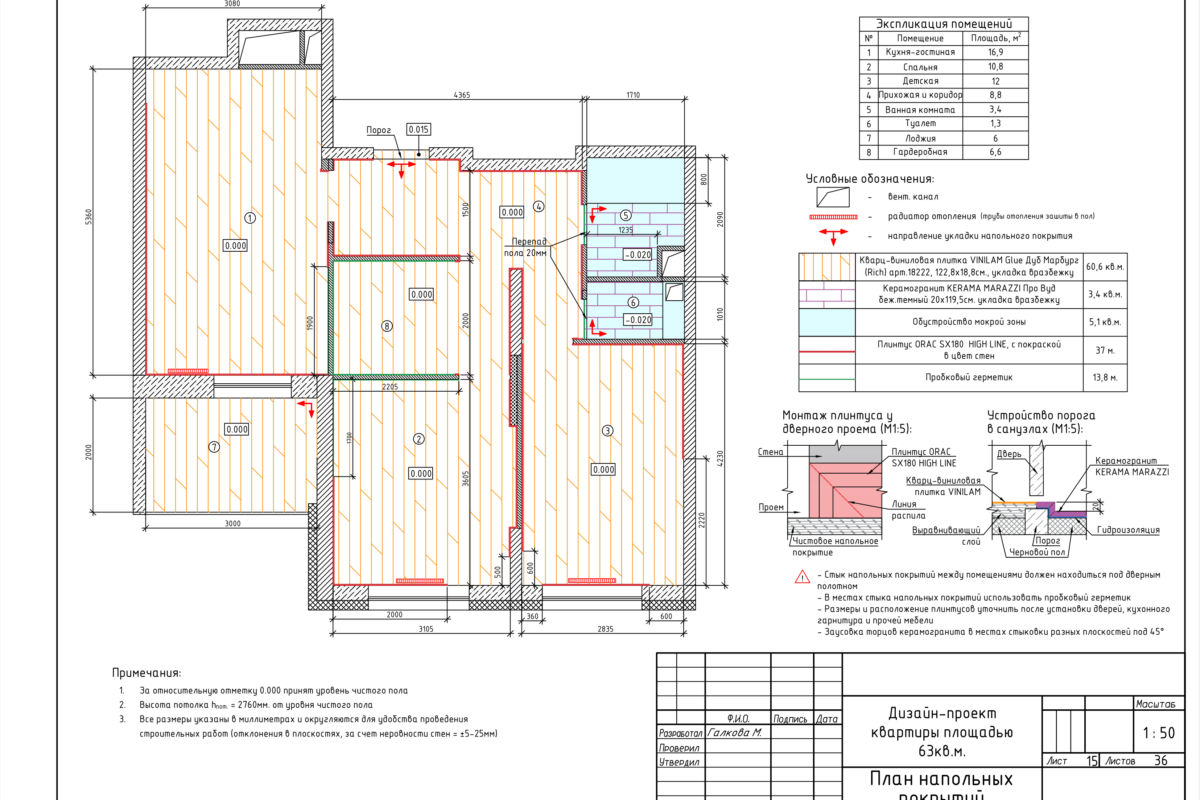 3080
4365
1710
Порог
0.015
5360
1
0.000
1500
0.000
4
800
2090
5
1235
Перепад
пола 20мм
-0.020
0.000
8
1900
2000
6
-0.020
1010
2205
7
0.000
2000
1700
2
0.000
3605
3
0.000
4230
2220
3000
500
600
2000
360
600
3105
2835
Экспликация помещений
№ Помещение Площадь, м²
1 Кухня-гостиная 16,9
2 Спальня 10,8
3 Детская 12
4 Прихожая и коридор 8,8
5 Ванная комната 3,4
6 Туалет 1,3
7 Лоджия 6
8 Гардеробная 6,6
Условные обозначения:
- вент. канал
- радиатор отопления (трубы отопления зашиты в пол)
- направление укладки напольного покрытия
Кварц-виниловая плитка VINILAM Glue Дуб Марбург
(Rich) арт.18222, 122,8х18,8см., укладка вразбежку
60,6 кв.м.
Керамогранит KERAMA MARAZZI Про Вуд
беж.темный 20х119,5см. укладка вразбежку
3,4 кв.м.
Обустройство мокрой зоны 5,1 кв.м.
Плинтус ORAC SX180 HIGH LINE, с покраской
в цвет стен
37 м.
Пробковый герметик 13,8 м.
Монтаж плинтуса у
дверного проема (М1:5):
Стена
Плинтус ORAC
SX180 HIGH LINE
Проем
Линия
распила
Чистовое напольное
покрытие
Устройство порога
в санузлах (М1:5):
Дверь
Керамогранит
KERAMA MARAZZI
Кварц-виниловая
плитка VINILAM
20
Выравнивающий
слой
Гидроизоляция
Порог
Черновой пол
- Стык напольных покрытий между помещениями должен находиться под дверным
полотном
- В местах стыка напольных покрытий использовать пробковый герметик
- Размеры и расположение плинтусов уточнить после установки дверей, кухонного
гарнитура и прочей мебели
- Заусовка торцов керамогранита в местах стыковки разных плоскостей под 45°
Примечания:
1. За относительную отметку 0.000 принят уровень чистого пола
2. Высота потолка hпот. = 2760мм. от уровня чистого пола
3. Все размеры указаны в миллиметрах и округляются для удобства проведения
строительных работ (отклонения в плоскостях, за счет неровности стен = ±5-25мм)
Ф.И.О. Подпись Дата
Разработал Галкова М.
Проверил
Утвердил
Дизайн-проект
квартиры площадью
63кв.м.
Масштаб
1 : 50
Лист 15 Листов 36
План напольных
покрытий